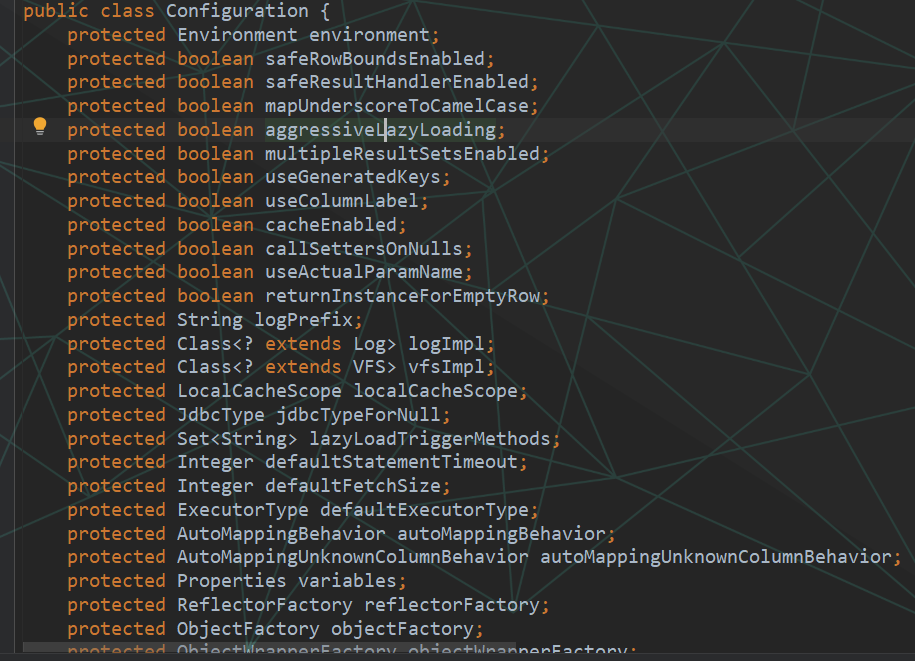 public class Configuration {
protected Environment environment;
protected boolean safeRowBoundsEnabled;
protected boolean safeResultHandlerEnabled;
protected boolean mapUnderscoreToCamelCase;
protected boolean aggressiveLazyLoading;
protected boolean multipleResultSetsEnabled;
protected boolean useGeneratedKeys;
protected boolean useColumnLabel;
protected boolean cacheEnabled;
protected boolean callSettersOnNulls;
protected boolean useActualParamName;
protected boolean returnInstanceForEmptyRow;
protected String logPrefix;
protected Class<? extends Log> logImpl;
protected Class<? extends VFS> vfsImpl;
protected LocalCacheScope localCacheScope;
protected JdbcType jdbcTypeForNull;
protected Set<String> lazyLoadTriggerMethods;
protected Integer defaultStatementTimeout;
protected Integer defaultFetchSize;
protected ExecutorType defaultExecutorType;
protected AutoMappingBehavior autoMappingBehavior;
protected AutoMappingUnknownColumnBehavior autoMappingUnknownColumnBehavior;
protected Properties variables;
protected ReflectorFactory reflectorFactory;
protected ObjectFactory objectFactory;
protected ObjectWrapperFactory objectWrapperFactory;